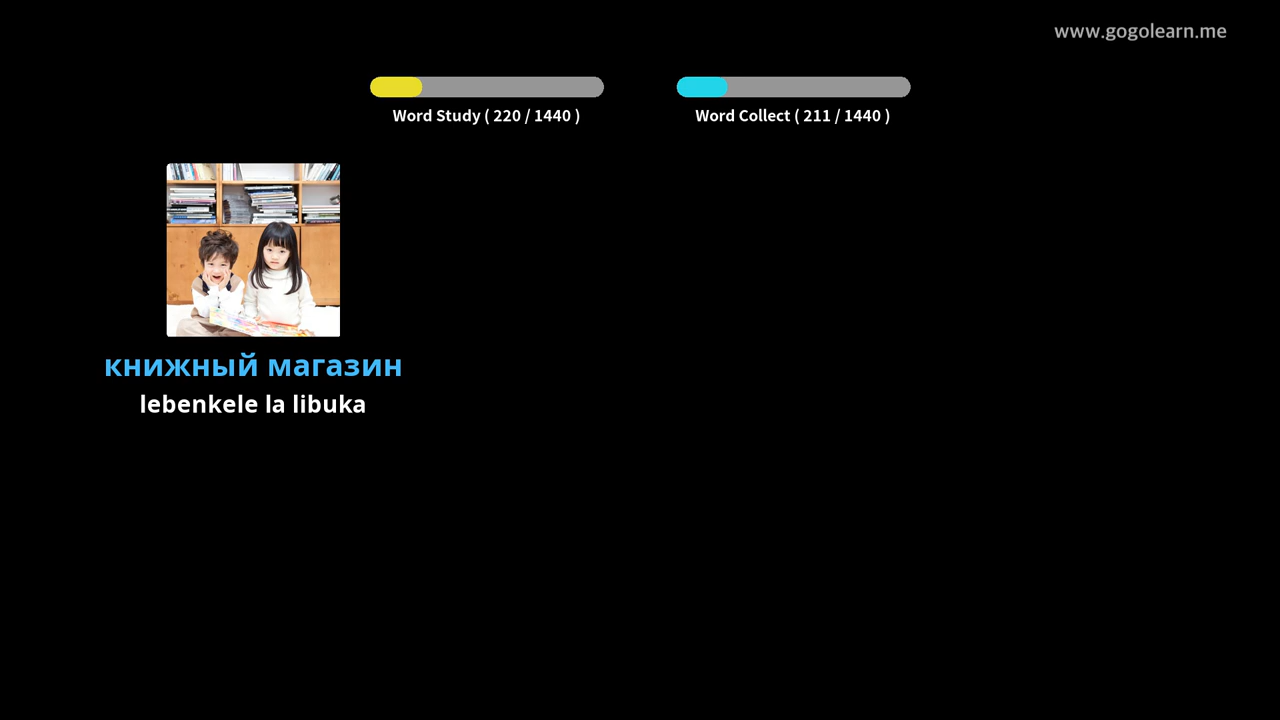 www.gogolearn.me
Word Study ( 220 / 1440 )
Word Collect ( 211 / 1440 )
книжный магазин
lebenkele la libuka